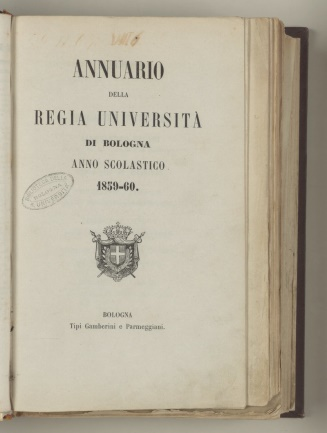 ANNUARIO
DELLA
REGIA UNIVERSITÀ
DI BOLOGNA
ANNO SCOLASTICO
1859-60.
BOLOGNA
Tipi Gamberini e Parmeggiani.